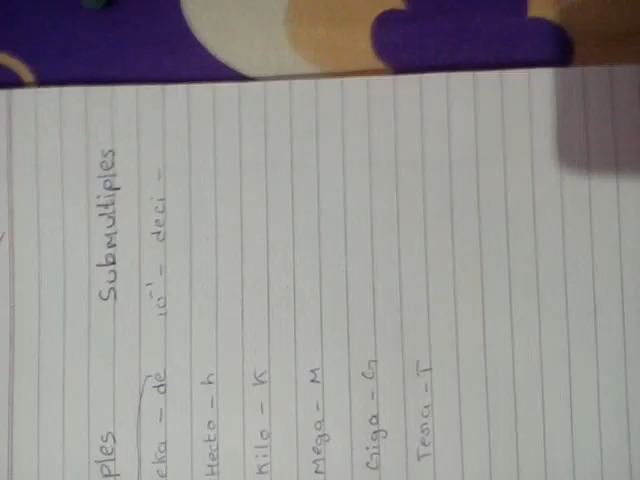 ples Submultiples
eka - de 10⁻¹ - deci -
Hecto - h
Kilo - K
Mega - M
Giga - G
Tera - T